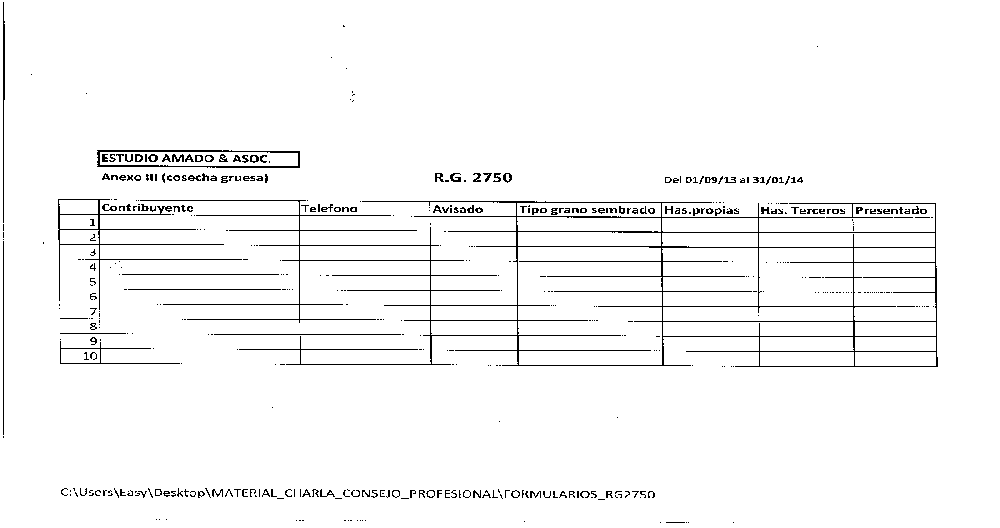 ESTUDIO AMADO & ASOC.
Anexo III (cosecha gruesa) R.G. 2750 Del 01/09/13 al 31/01/14
Contribuyente Telefono Avisado Tipo grano sembrado Has.propias Has. Terceros Presentado
1
2
3
4
5
6
7
8
9
10
C:\Users\Easy\Desktop\MATERIAL_CHARLA_CONSEJO_PROFESIONAL\FORMULARIOS_RG2750